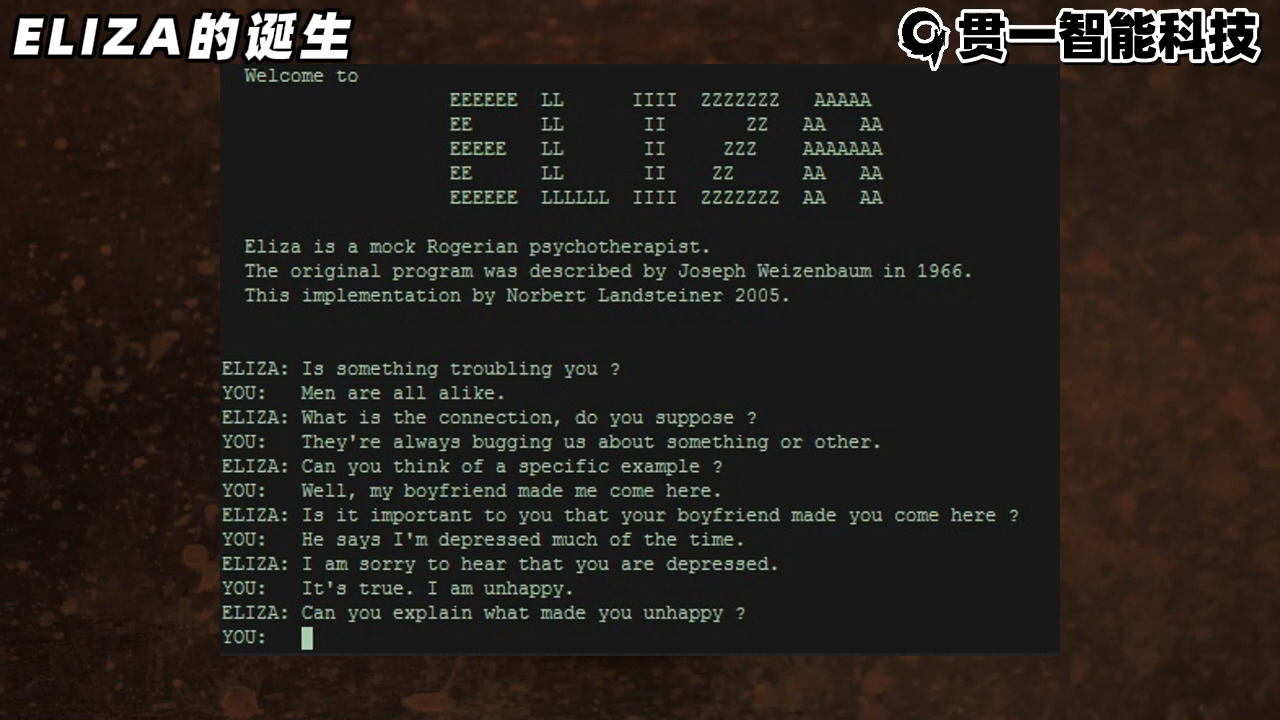 ELIZA的诞生
贯一智能科技
Welcome to
EEEEEE LL IIII ZZZZZZZ AAAAA
EE LL II ZZ AA AA
EEEEE LL II ZZZ AAAAAAA
EE LL II ZZ AA AA
EEEEEE LLLLLL IIII ZZZZZZZ AA AA
Eliza is a mock Rogerian psychotherapist.
The original program was described by Joseph Weizenbaum in 1966.
This implementation by Norbert Landsteiner 2005.
ELIZA: Is something troubling you ?
YOU: Men are all alike.
ELIZA: What is the connection, do you suppose ?
YOU: They're always bugging us about something or other.
ELIZA: Can you think of a specific example ?
YOU: Well, my boyfriend made me come here.
ELIZA: Is it important to you that your boyfriend made you come here ?
YOU: He says I'm depressed much of the time.
ELIZA: I am sorry to hear that you are depressed.
YOU: It's true. I am unhappy.
ELIZA: Can you explain what made you unhappy ?
YOU: